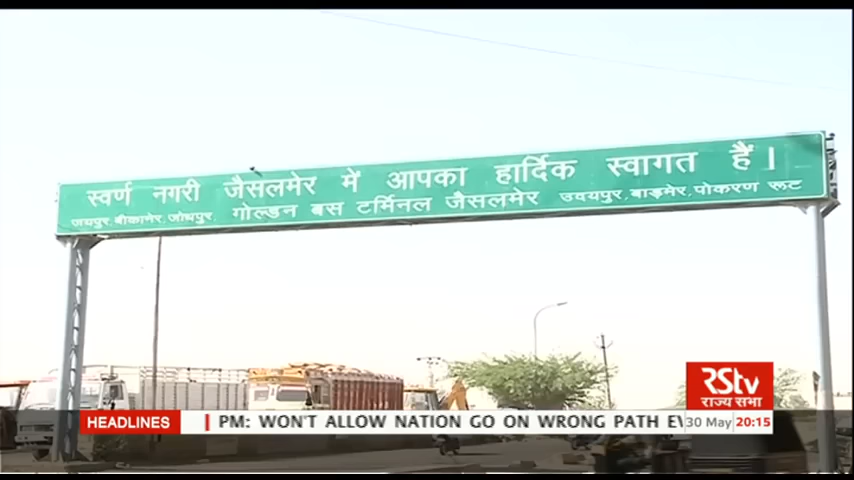 स्वर्ण नगरी जैसलमेर में आपका हार्दिक स्वागत हैं।
जयपुर,बीकानेर,जोधपुर, गोल्डन बस टर्मिनल जैसलमेर उदयपुर,बाड़मेर,पोकरण रूट
RStv
राज्य सभा
HEADLINES
PM: WON'T ALLOW NATION GO ON WRONG PATH
30 May 20:15